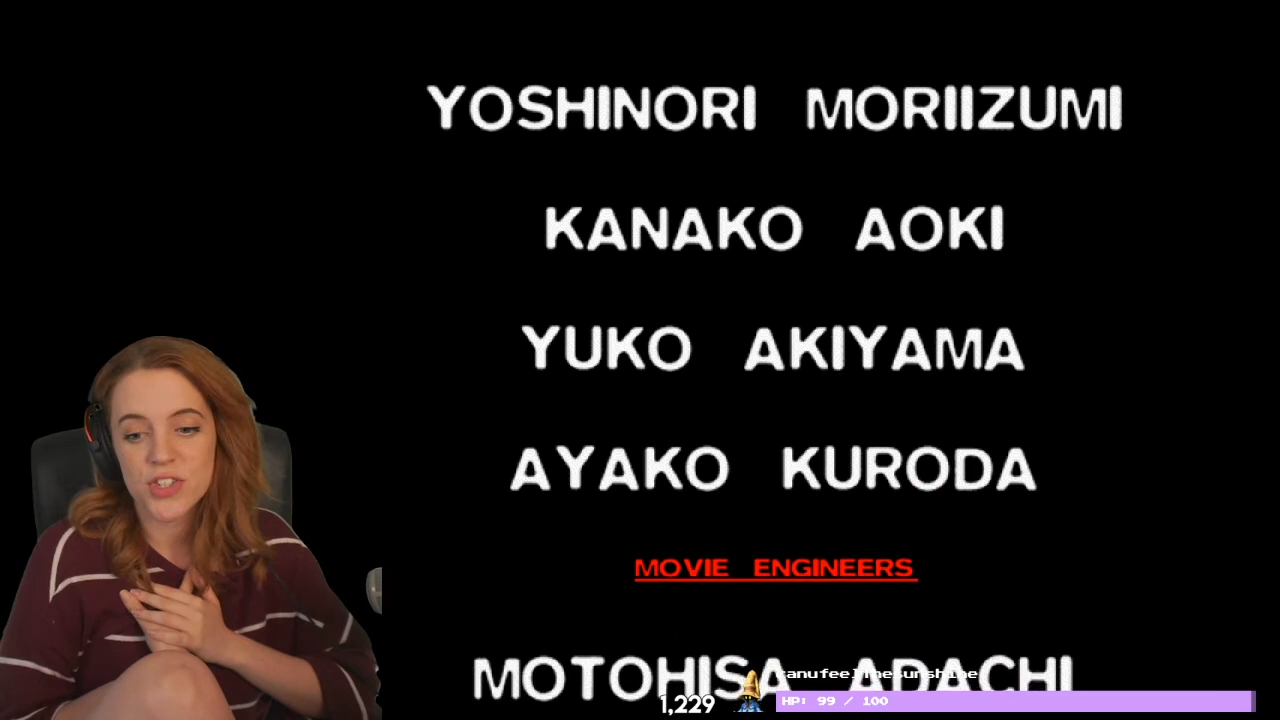 YOSHINORI MORIIZUMI
KANAKO AOKI
YUKO AKIYAMA
AYAKO KURODA
MOVIE ENGINEERS
MOTOHISA ADACHI
1,229
HP: 99 / 100